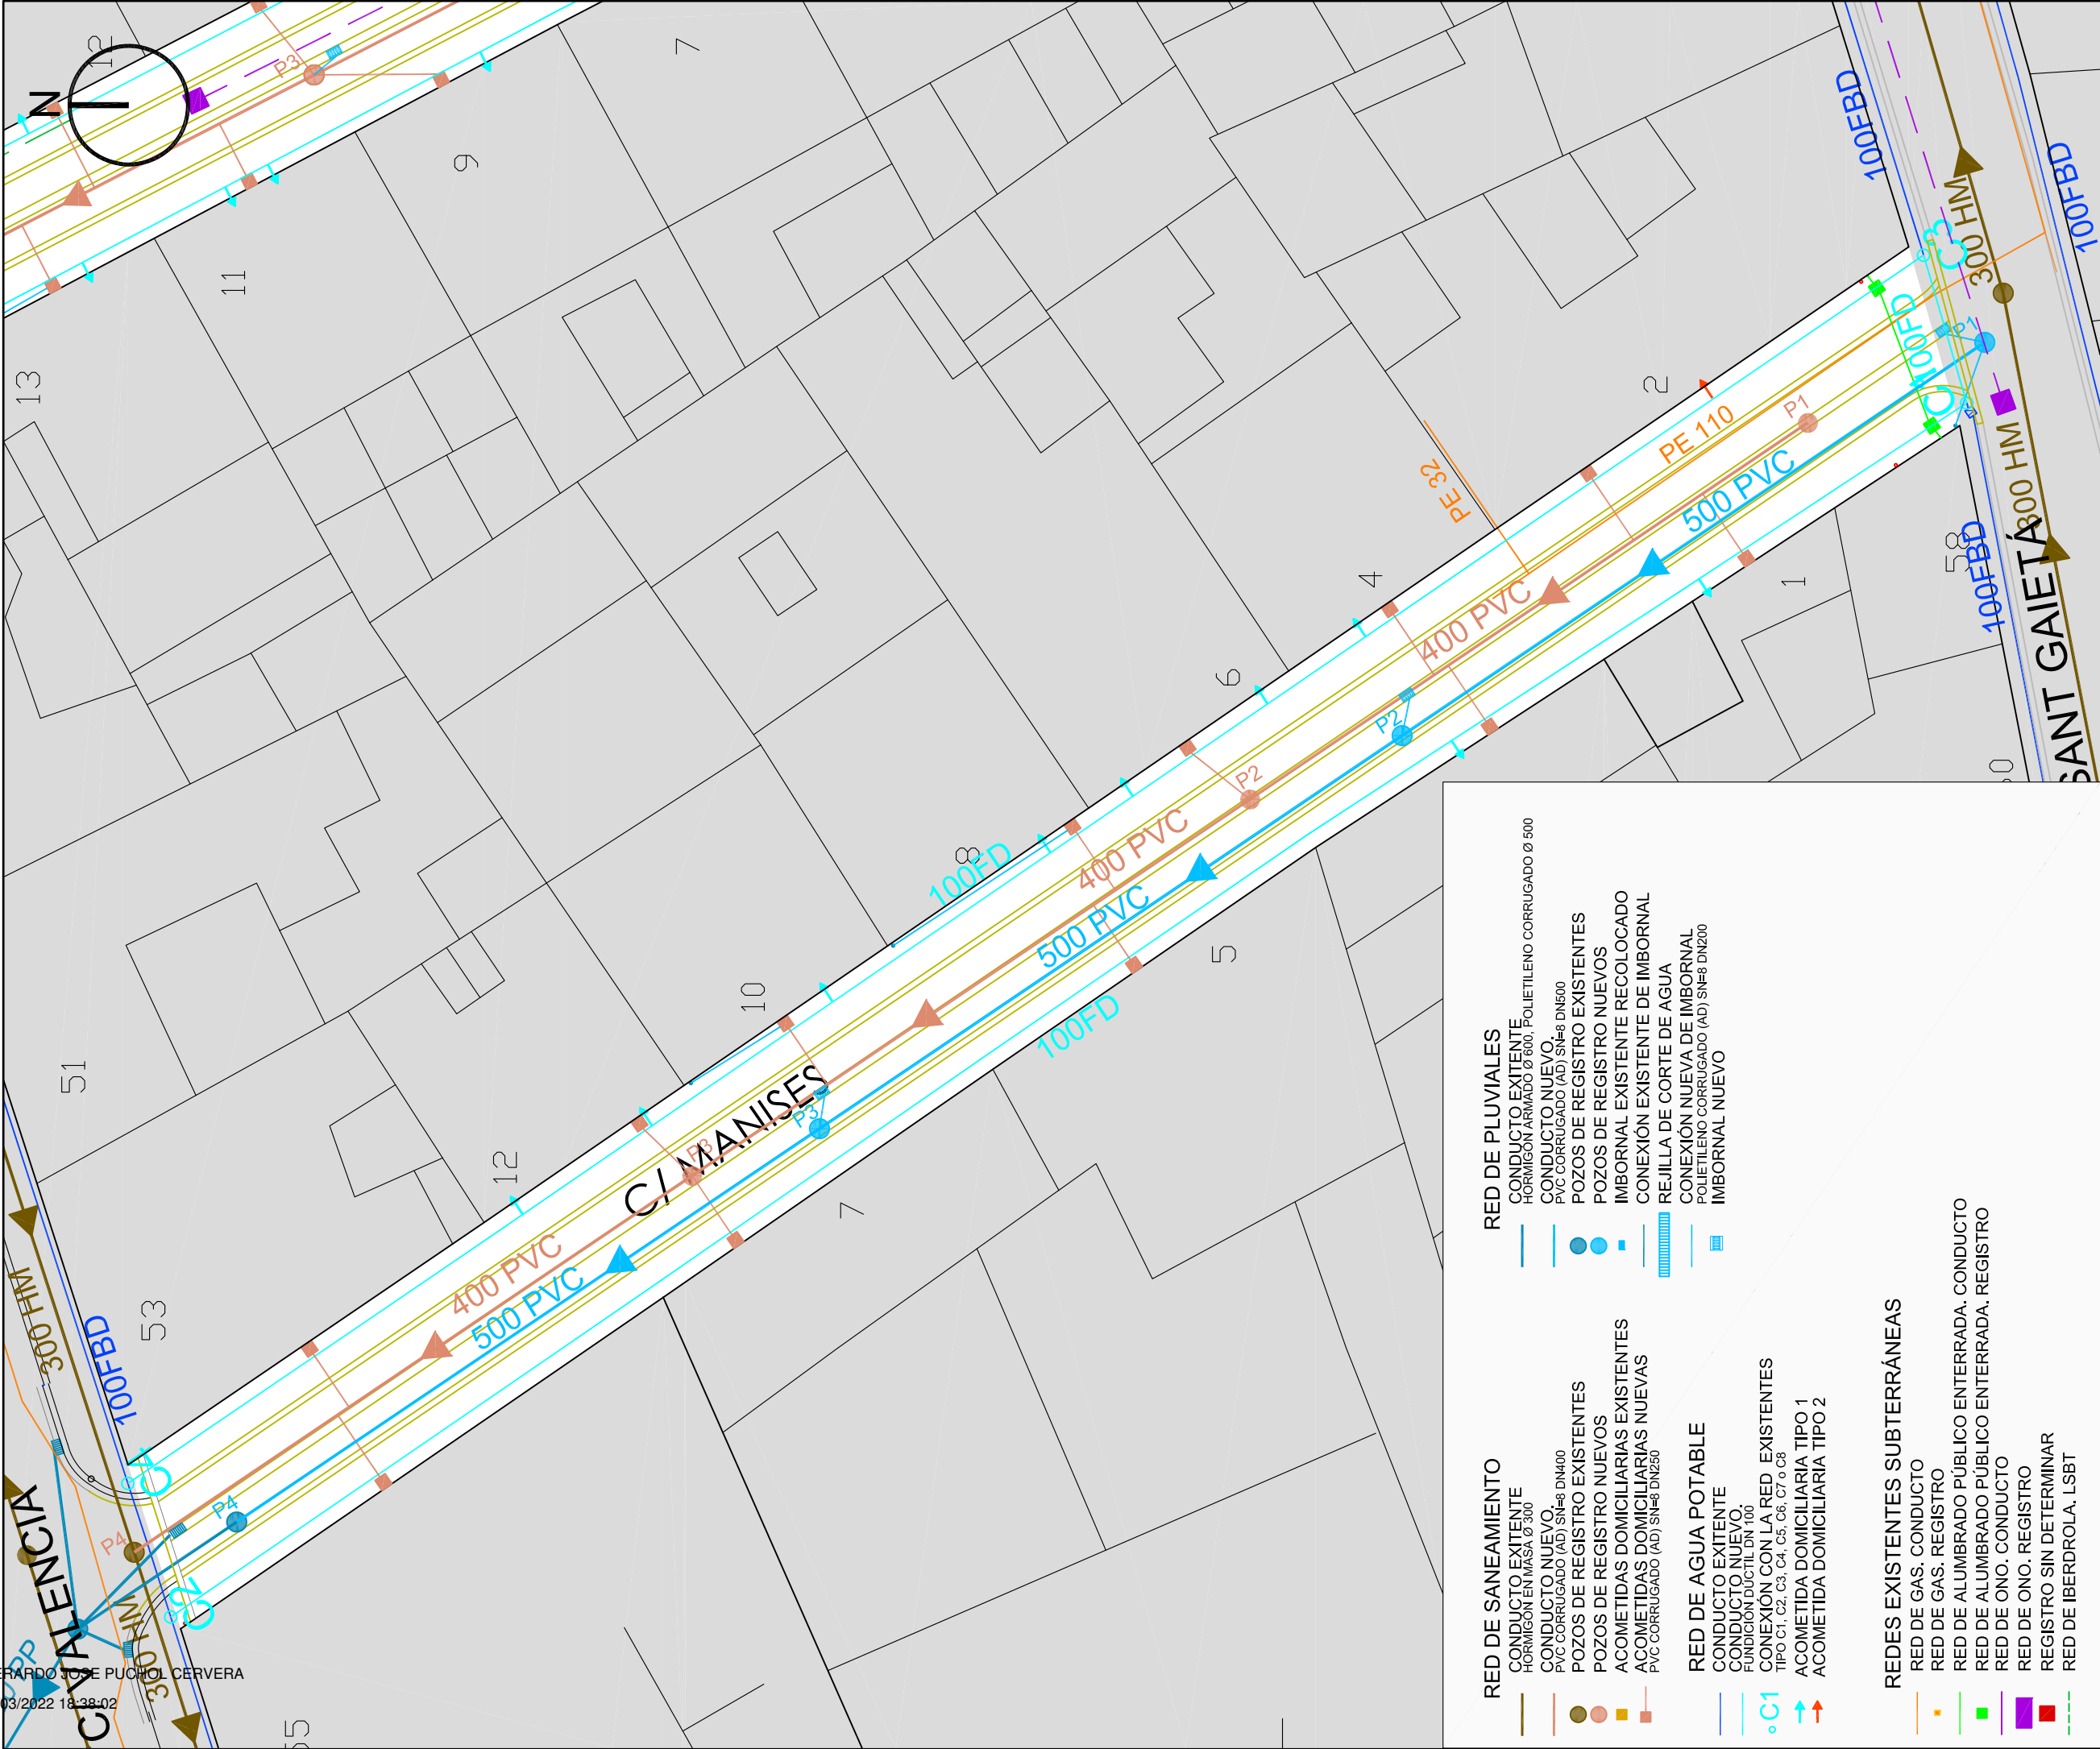 N
12
P3
7
9
11
13
100FBD
100FBD
300 HM
C3
100FD
P1
2
PE 110
P1
PE 32
500 PVC
300 HM
58
100FBD
SANT GAIETÁ
1
4
400 PVC
6
P2
P2
8
100FD
400 PVC
500 PVC
5
100FD
10
C/ MANISES
P3
P3
7
12
400 PVC
500 PVC
51
53
300 HM
100FBD
C4
P4
P4
C2
C/ VALENCIA
300 HM
ERARDO JOSE PUCHOL CERVERA
03/2022 18:38:02
55
RED DE SANEAMIENTO
CONDUCTO EXITENTE
HORMIGÓN EN MASA Ø 300
CONDUCTO NUEVO.
PVC CORRUGADO (AD) SN=8 DN400
POZOS DE REGISTRO EXISTENTES
POZOS DE REGISTRO NUEVOS
ACOMETIDAS DOMICILIARIAS EXISTENTES
ACOMETIDAS DOMICILIARIAS NUEVAS
PVC CORRUGADO (AD) SN=8 DN250
RED DE AGUA POTABLE
CONDUCTO EXITENTE
CONDUCTO NUEVO.
FUNDICIÓN DÚCTIL DN 100
C1
CONEXIÓN CON LA RED EXISTENTES
TIPO C1, C2, C3, C4, C5, C6, C7 o C8
ACOMETIDA DOMICILIARIA TIPO 1
ACOMETIDA DOMICILIARIA TIPO 2
RED DE PLUVIALES
CONDUCTO EXITENTE
HORMIGÓN ARMADO Ø 600, POLIETILENO CORRUGADO Ø 500
CONDUCTO NUEVO.
PVC CORRUGADO (AD) SN=8 DN500
POZOS DE REGISTRO EXISTENTES
POZOS DE REGISTRO NUEVOS
IMBORNAL EXISTENTE RECOLOCADO
CONEXIÓN EXISTENTE DE IMBORNAL
REJILLA DE CORTE DE AGUA
CONEXIÓN NUEVA DE IMBORNAL
POLIETILENO CORRUGADO (AD) SN=8 DN200
IMBORNAL NUEVO
REDES EXISTENTES SUBTERRÁNEAS
RED DE GAS. CONDUCTO
RED DE GAS. REGISTRO
RED DE ALUMBRADO PÚBLICO ENTERRADA. CONDUCTO
RED DE ALUMBRADO PÚBLICO ENTERRADA. REGISTRO
RED DE ONO. CONDUCTO
RED DE ONO. REGISTRO
REGISTRO SIN DETERMINAR
RED DE IBERDROLA. LSBT